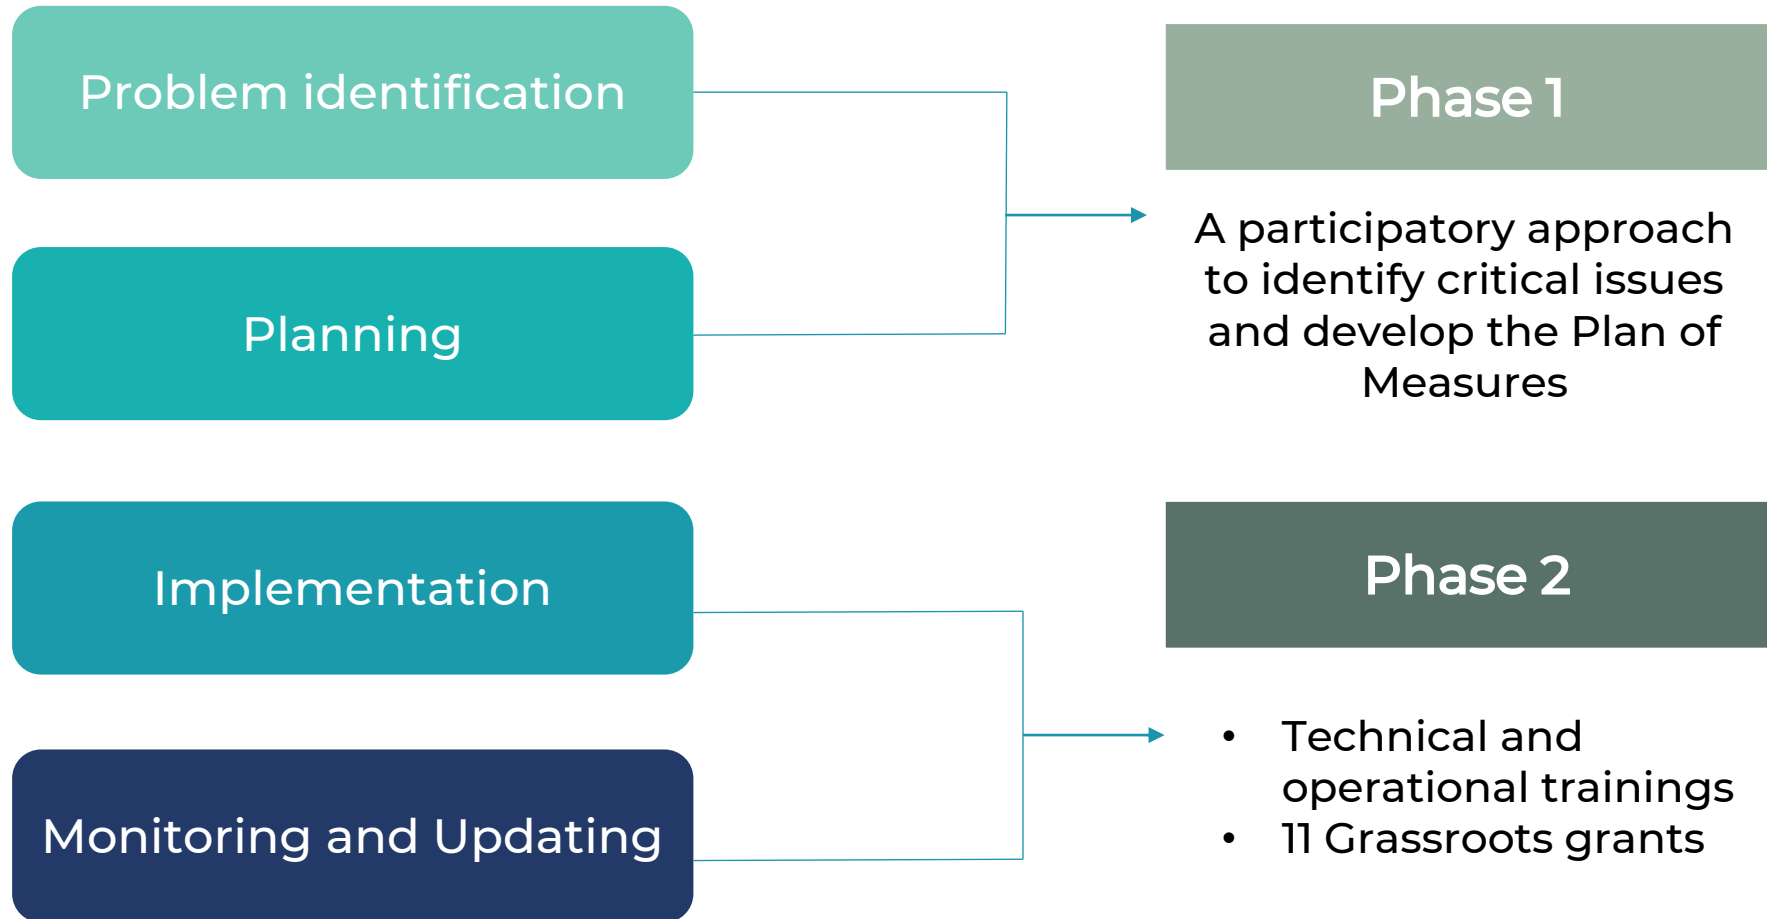 Problem identification
Planning
Phase 1
A participatory approach
to identify critical issues
and develop the Plan of
Measures
Implementation
Monitoring and Updating
Phase 2
• Technical and
operational trainings
• 11 Grassroots grants